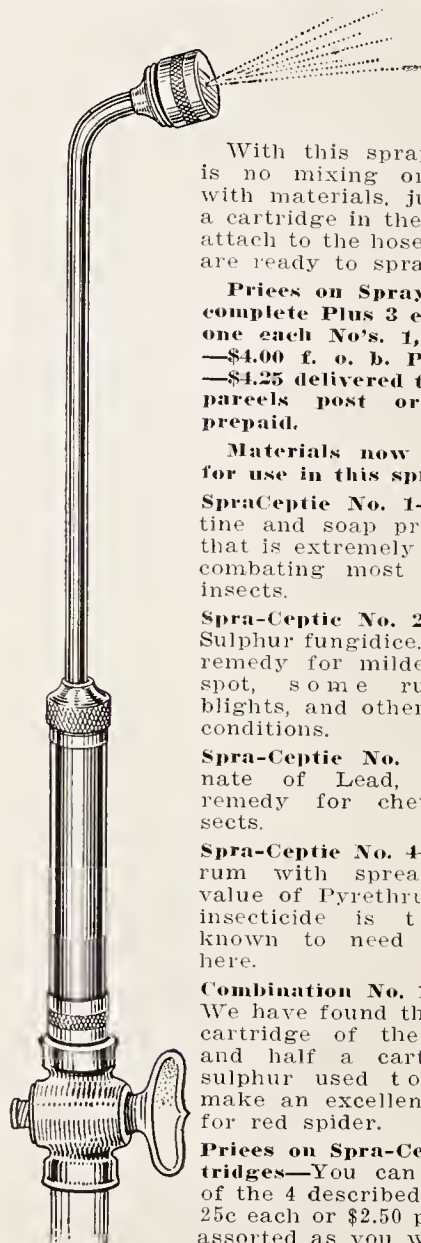 With this spray
is no mixing or
with materials, ju
a cartridge in the
attach to the hose
are ready to spra
Prices on Spray
complete Plus 3 e
one each No's. 1,
—$4.00 f. o. b. P
—$4.25 delivered t
parcels post or
prepaid.
Materials now
for use in this spr
SpraCeptic No. 1-
tine and soap pr
that is extremely
combating most
insects.
Spra-Ceptic No. 2
Sulphur fungidice.
remedy for milde
spot, some ru
blights, and other
conditions.
Spra-Ceptic No.
nate of Lead,
remedy for chev
sects.
Spra-Ceptic No. 4-
rum with sprea
value of Pyrethru
insecticide is t
known to need
here.
Combination No. 1
We have found th
cartridge of the
and half a cart
sulphur used to
make an excellen
for red spider.
Prices on Spra-Ce
tridges—You can
of the 4 described
25c each or $2.50 p
assorted as you w